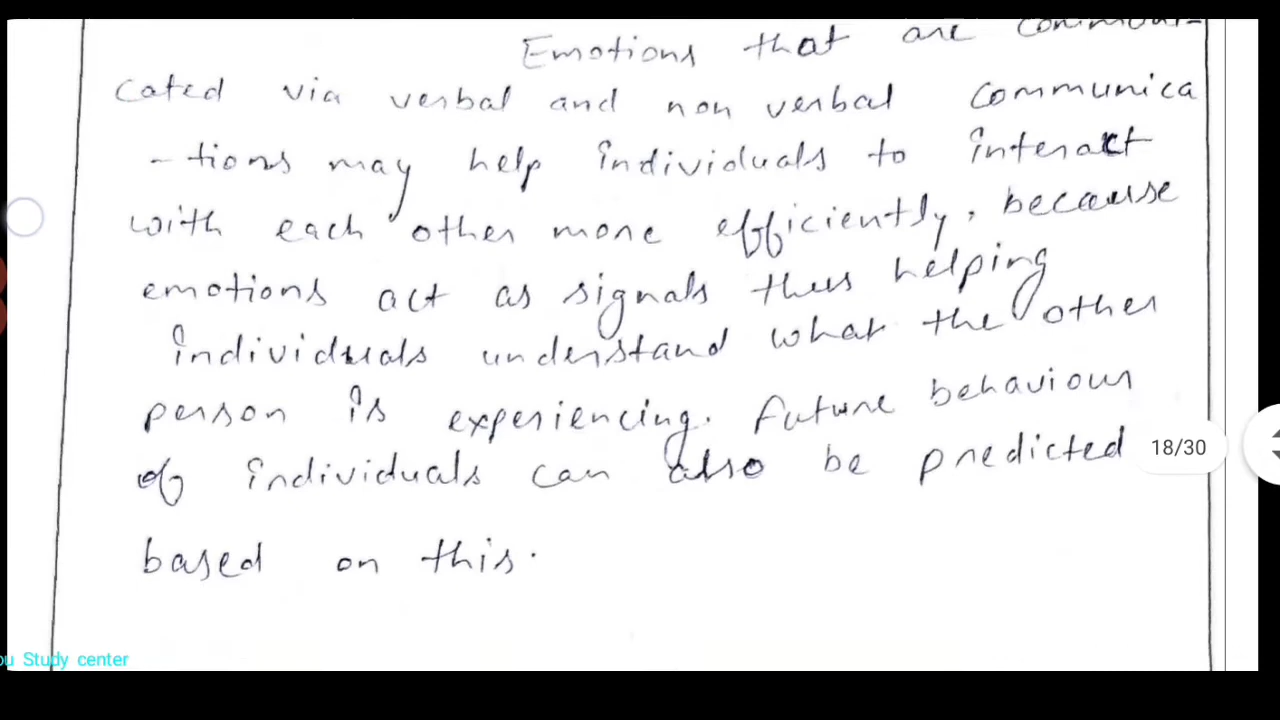 Emotions that are communi-
cated via verbal and non verbal communica
-tions may help individuals to interact
with each other more efficiently, because
emotions act as signals thus helping
individuals understand what the other
person is experiencing. Future behaviour
of individuals can also be predicted
18/30
based on this.
ou Study center